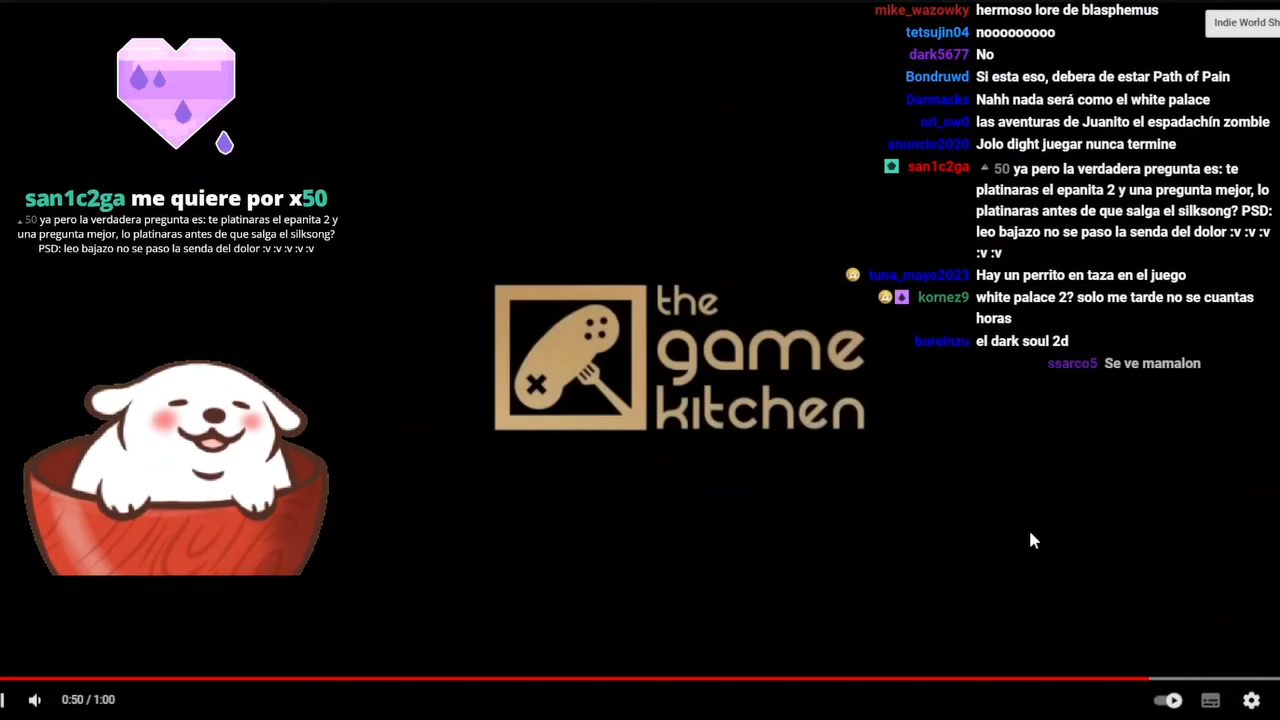 mike_wazowky hermoso lore de blasphemus
Indie World Sh
tetsujin04 nooooooooo
dark5677 No
Bondruwd Si esta eso, debera de estar Path of Pain
Darmacks Nahh nada será como el white palace
ori_ow0 las aventuras de Juanito el espadachín zombie
anuncio2020 Jolo dight juegar nunca termine
san1c2ga 50 ya pero la verdadera pregunta es: te
platinaras el epanita 2 y una pregunta mejor, lo
platinaras antes de que salga el silksong? PSD:
leo bajazo no se paso la senda del dolor :v :v :v
:v :v
tuna_mayo2023 Hay un perrito en taza en el juego
kornez9 white palace 2? solo me tarde no se cuantas
horas
bureinzu el dark soul 2d
ssarco5 Se ve mamalon
san1c2ga me quiere por x50
50 ya pero la verdadera pregunta es: te platinaras el epanita 2 y
una pregunta mejor, lo platinaras antes de que salga el silksong?
PSD: leo bajazo no se paso la senda del dolor :v :v :v :v :v
the
game
kitchen
0:50 / 1:00